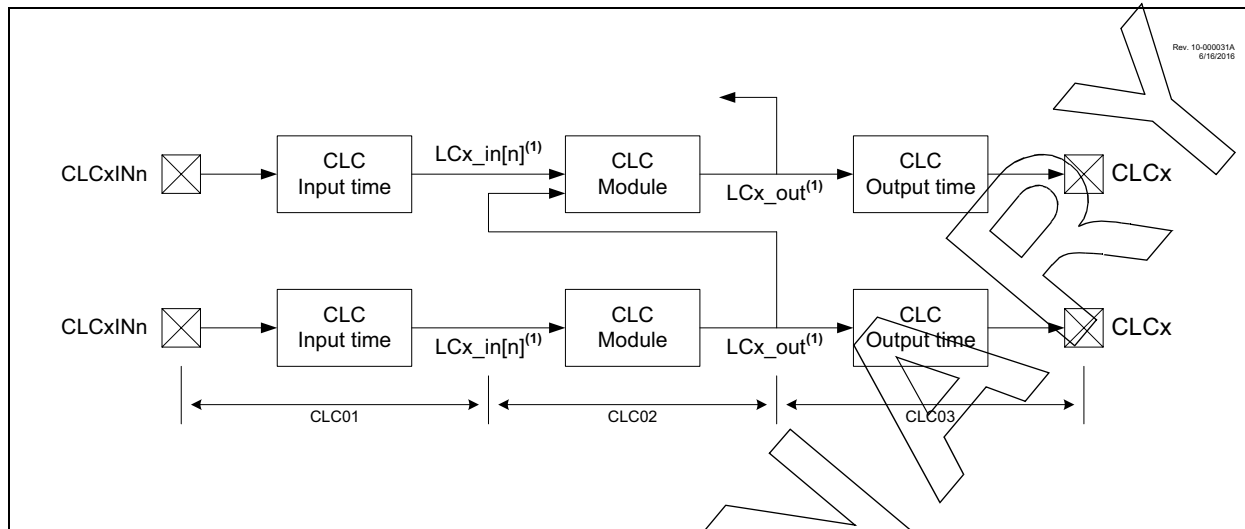 Rev. 10-000031A
6/16/2016
CLCxINn
CLC
Input time
LCx_in[n](1)
CLC
Module
LCx_out(1)
CLC
Output time
CLCx
CLCxINn
CLC
Input time
LCx_in[n](1)
CLC
Module
LCx_out(1)
CLC
Output time
CLCx
CLC01
CLC02
CLC03
ARY